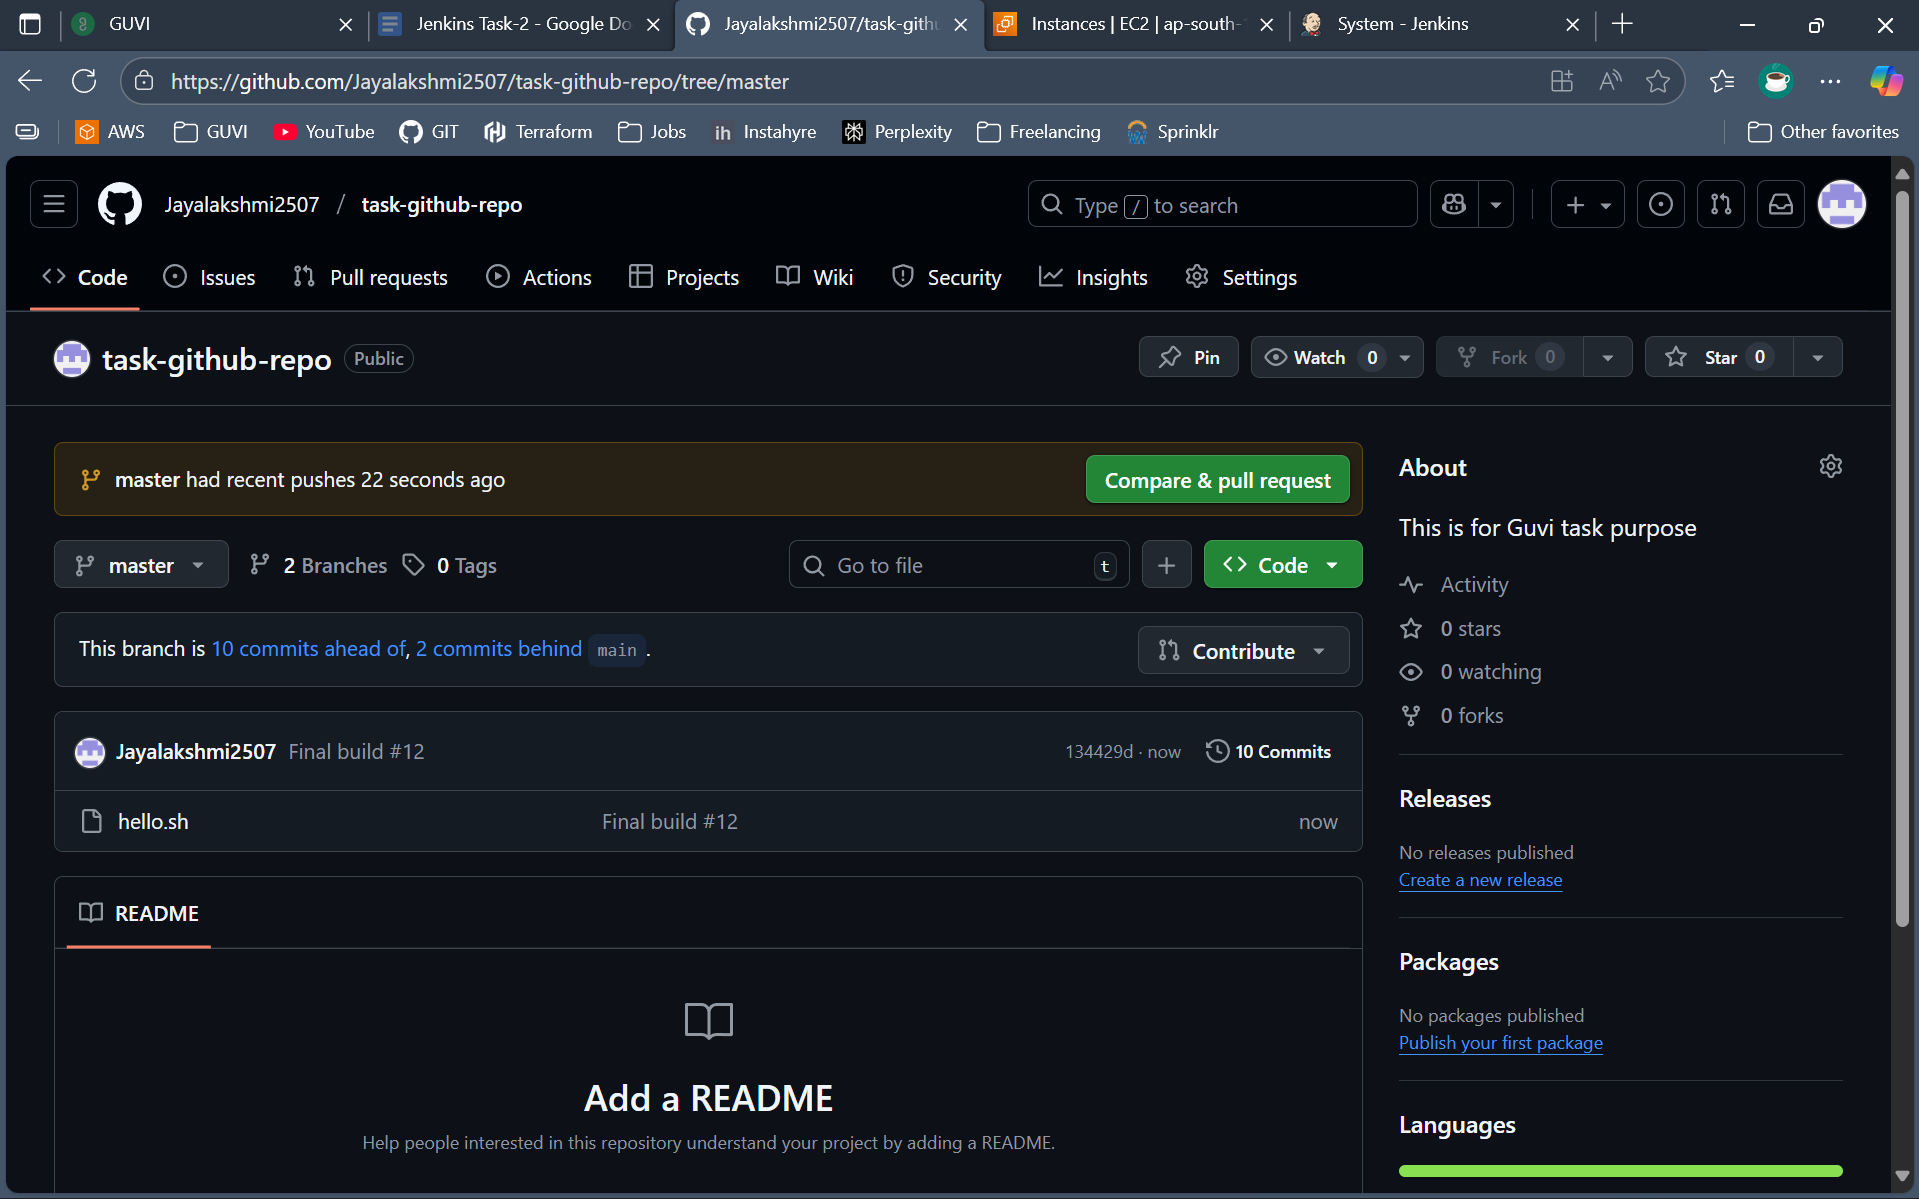 GUVI
Jenkins Task-2 - Google Do
Jayalakshmi2507/task-gith
Instances | EC2 | ap-south-
System - Jenkins
https://github.com/Jayalakshmi2507/task-github-repo/tree/master
AWS
GUVI
YouTube
GIT
Terraform
Jobs
ih Instahyre
Perplexity
Freelancing
Sprinklr
Other favorites
Jayalakshmi2507 / task-github-repo
Type / to search
Code
Issues
Pull requests
Actions
Projects
Wiki
Security
Insights
Settings
task-github-repo Public
Pin
Watch 0
Fork 0
Star 0
master had recent pushes 22 seconds ago
Compare & pull request
master
2 Branches
0 Tags
Go to file t
Code
This branch is 10 commits ahead of, 2 commits behind main .
Contribute
Jayalakshmi2507 Final build #12
134429d · now
10 Commits
hello.sh Final build #12 now
README
Add a README
Help people interested in this repository understand your project by adding a README.
About
This is for Guvi task purpose
Activity
0 stars
0 watching
0 forks
Releases
No releases published
Create a new release
Packages
No packages published
Publish your first package
Languages